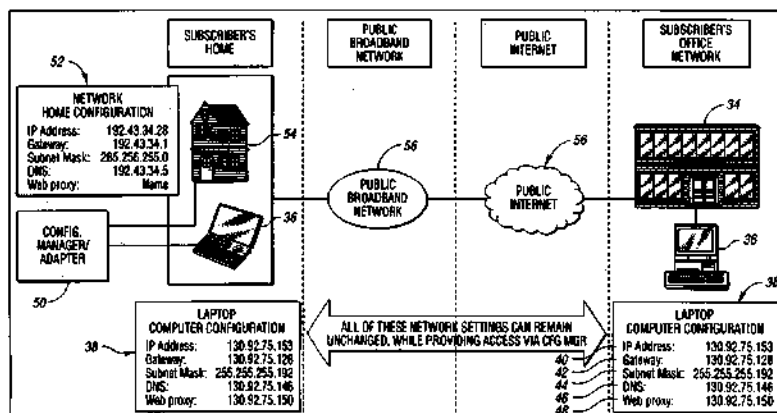 SUBSCRIBER'S
HOME
PUBLIC
BROADBAND
NETWORK
PUBLIC
INTERNET
SUBSCRIBER'S
OFFICE
NETWORK
52
NETWORK
HOME CONFIGURATION
IP Address: 192.43.34.28
Gateway: 192.43.34.1
Subnet Mask: 255.255.255.0
DNS: 192.43.34.5
Web proxy:
54
34
56
PUBLIC
BROADBAND
NETWORK
56
PUBLIC
INTERNET
36
36
CONFIG.
MANAGER/
ADAPTER
50
38
LAPTOP
COMPUTER CONFIGURATION
IP Address: 130.92.75.153
Gateway: 130.92.75.126
Subnet Mask: 255.255.255.192
DNS: 130.92.75.146
Web proxy: 130.92.75.150
ALL OF THESE NETWORK SETTINGS CAN REMAIN
UNCHANGED, WHILE PROVIDING ACCESS VIA CFG MGR
38
LAPTOP
COMPUTER CONFIGURATION
40 IP Address: 130.92.75.153
42 Gateway: 130.92.75.126
44 Subnet Mask: 255.255.255.192
46 DNS: 130.92.75.146
48 Web proxy: 130.92.75.150